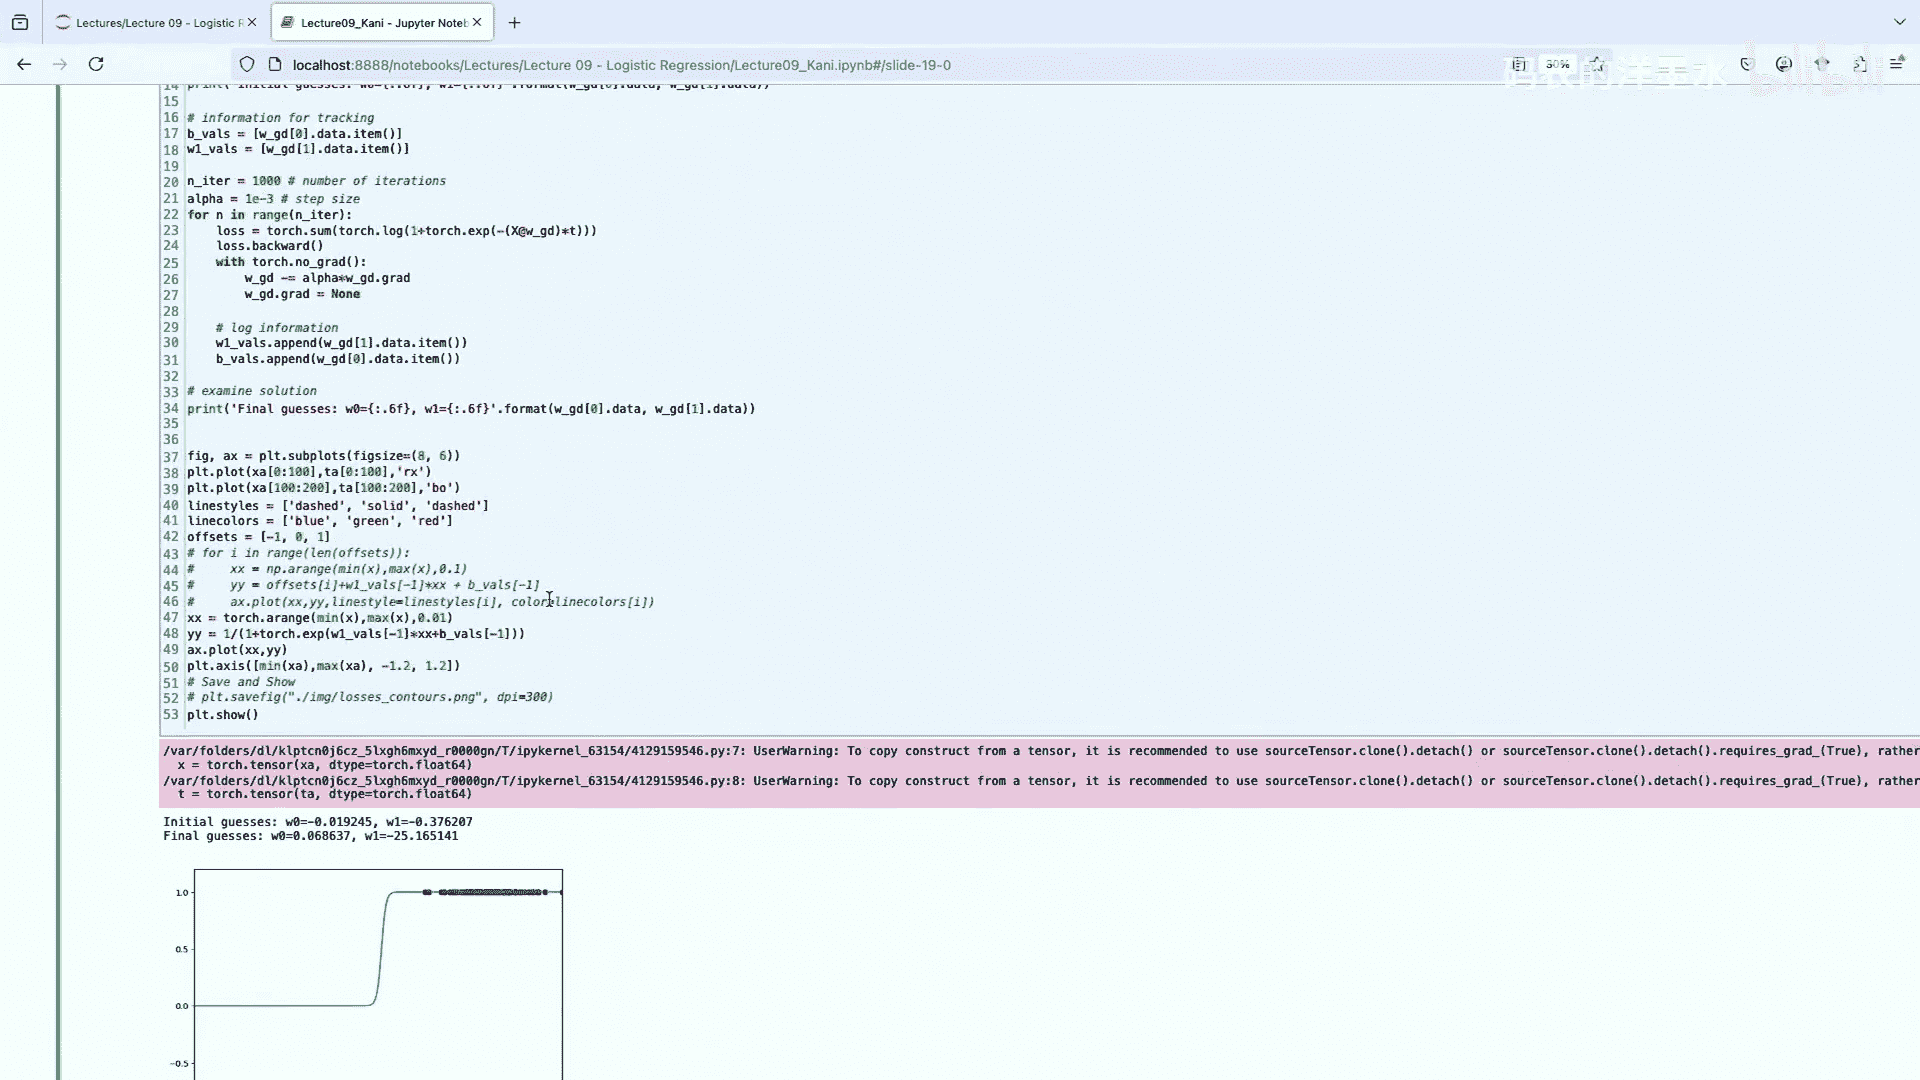 Lectures/Lecture 09 - Logistic R
Lecture09_Kani - Jupyter Noteb
localhost:8888/notebooks/Lectures/Lecture 09 - Logistic Regression/Lecture09_Kani.ipynb#/slide-19-0
30%
14 print('Initial guesses: w0={:.6f}, w1={:.6f}'.format(w_gd[0].data, w_gd[1].data))
15
16 # information for tracking
17 b_vals = [w_gd[0].data.item()]
18 w1_vals = [w_gd[1].data.item()]
19
20 n_iter = 1000 # number of iterations
21 alpha = 1e-3 # step size
22 for n in range(n_iter):
23     loss = torch.sum(torch.log(1+torch.exp(-(X@w_gd)*t)))
24     loss.backward()
25     with torch.no_grad():
26         w_gd -= alpha*w_gd.grad
27         w_gd.grad = None
28
29     # log information
30     w1_vals.append(w_gd[1].data.item())
31     b_vals.append(w_gd[0].data.item())
32
33 # examine solution
34 print('Final guesses: w0={:.6f}, w1={:.6f}'.format(w_gd[0].data, w_gd[1].data))
35
36
37 fig, ax = plt.subplots(figsize=(8, 6))
38 plt.plot(xa[0:100],ta[0:100],'rx')
39 plt.plot(xa[100:200],ta[100:200],'bo')
40 linestyles = ['dashed', 'solid', 'dashed']
41 linecolors = ['blue', 'green', 'red']
42 offsets = [-1, 0, 1]
43 # for i in range(len(offsets)):
44 #     xx = np.arange(min(x),max(x),0.1)
45 #     yy = offsets[i]+w1_vals[-1]*xx + b_vals[-1]
46 #     ax.plot(xx,yy,linestyle=linestyles[i], color=linecolors[i])
47 xx = torch.arange(min(x),max(x),0.01)
48 yy = 1/(1+torch.exp(w1_vals[-1]*xx+b_vals[-1]))
49 ax.plot(xx,yy)
50 plt.axis([min(xa),max(xa), -1.2, 1.2])
51 # Save and Show
52 # plt.savefig("./img/losses_contours.png", dpi=300)
53 plt.show()
/var/folders/dl/klptcn0j6cz_5lxgh6mxyd_r0000gn/T/ipykernel_63154/4129159546.py:7: UserWarning: To copy construct from a tensor, it is recommended to use sourceTensor.clone().detach() or sourceTensor.clone().detach().requires_grad_(True), rather
x = torch.tensor(xa, dtype=torch.float64)
/var/folders/dl/klptcn0j6cz_5lxgh6mxyd_r0000gn/T/ipykernel_63154/4129159546.py:8: UserWarning: To copy construct from a tensor, it is recommended to use sourceTensor.clone().detach() or sourceTensor.clone().detach().requires_grad_(True), rather
t = torch.tensor(ta, dtype=torch.float64)
Initial guesses: w0=-0.019245, w1=-0.376207
Final guesses: w0=0.068637, w1=-25.165141
1.0
0.5
0.0
-0.5